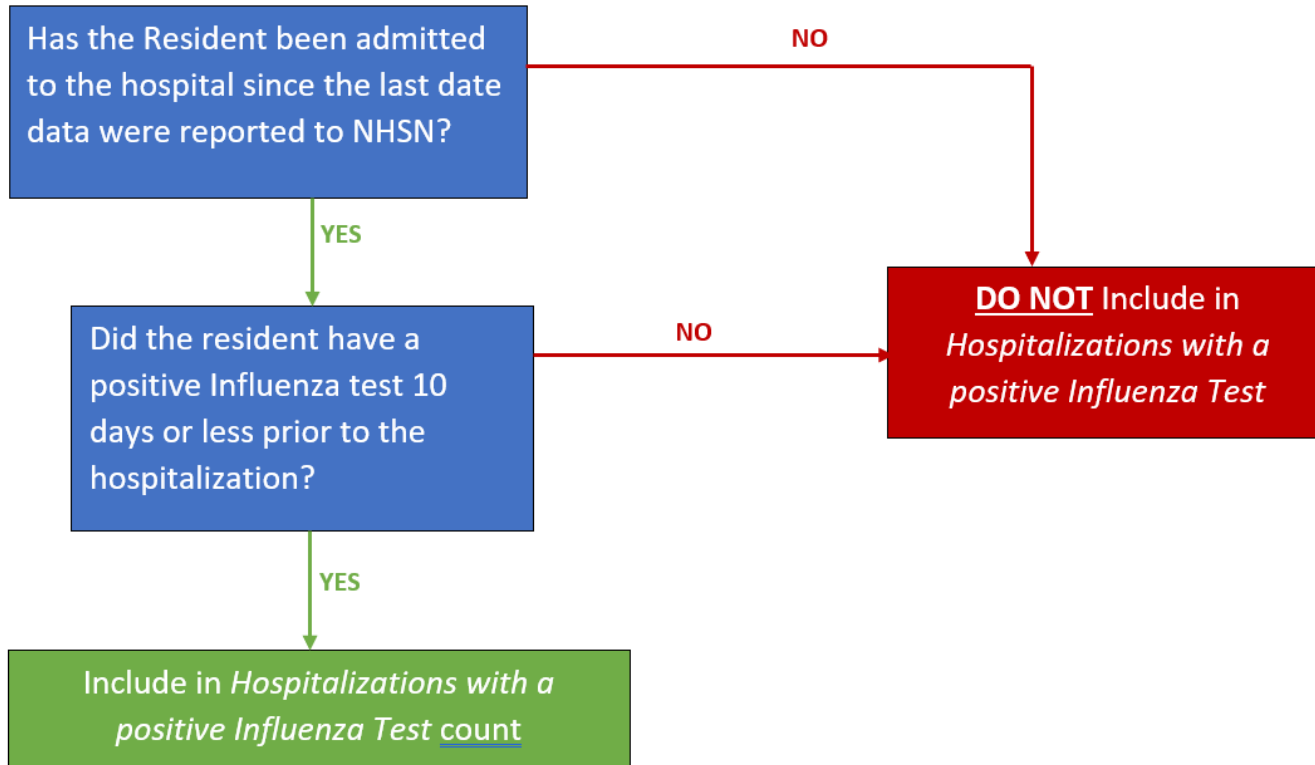 Has the Resident been admitted
to the hospital since the last date
data were reported to NHSN?
NO
YES
Did the resident have a
positive Influenza test 10
days or less prior to the
hospitalization?
NO
DO NOT Include in
Hospitalizations with a
positive Influenza Test
YES
Include in Hospitalizations with a
positive Influenza Test count